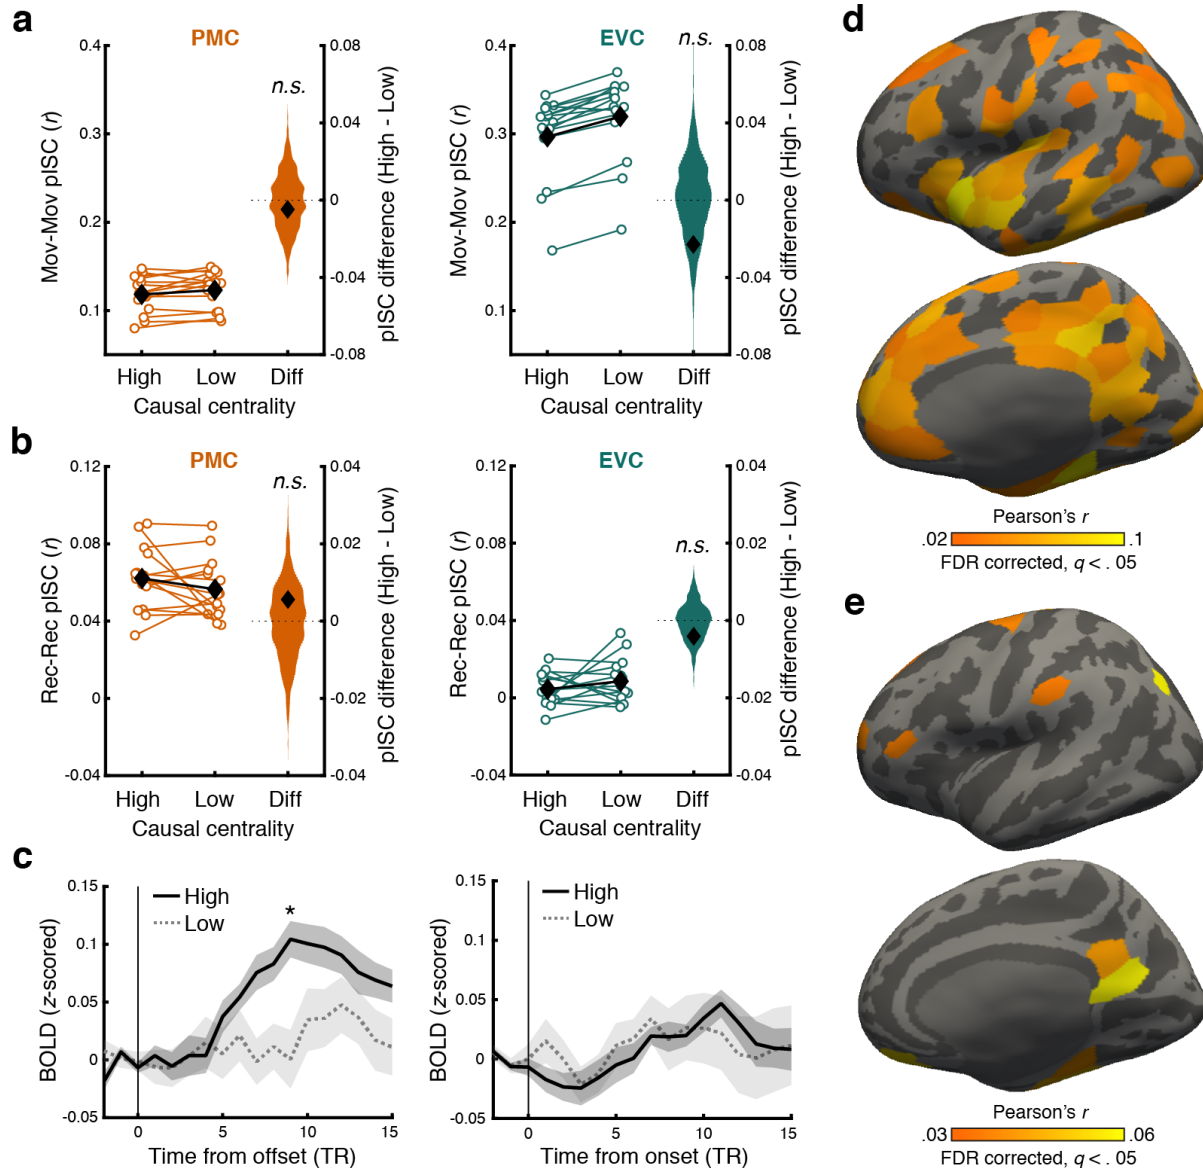 a
PMC
0.4
0.3
0.2
0.1
Mov-Mov pISC (r)
n.s.
0.08
0.04
0
-0.04
-0.08
pISC difference (High - Low)
High Low Diff
Causal centrality
EVC
0.4
0.3
0.2
0.1
Mov-Mov pISC (r)
n.s.
0.08
0.04
0
-0.04
-0.08
pISC difference (High - Low)
High Low Diff
Causal centrality
b
PMC
0.12
0.08
0.04
0
-0.04
Rec-Rec pISC (r)
n.s.
0.04
0.02
0
-0.02
-0.04
pISC difference (High - Low)
High Low Diff
Causal centrality
EVC
0.12
0.08
0.04
0
-0.04
Rec-Rec pISC (r)
n.s.
0.04
0.02
0
-0.02
-0.04
pISC difference (High - Low)
High Low Diff
Causal centrality
c
0.15
0.1
0.05
0
-0.05
BOLD (z-scored)
High
Low
*
0 5 10 15
Time from offset (TR)
0.15
0.1
0.05
0
-0.05
BOLD (z-scored)
High
Low
0 5 10 15
Time from onset (TR)
d
Pearson's r
.02 .1
FDR corrected, q < . 05
e
Pearson's r
.03 .06
FDR corrected, q < . 05